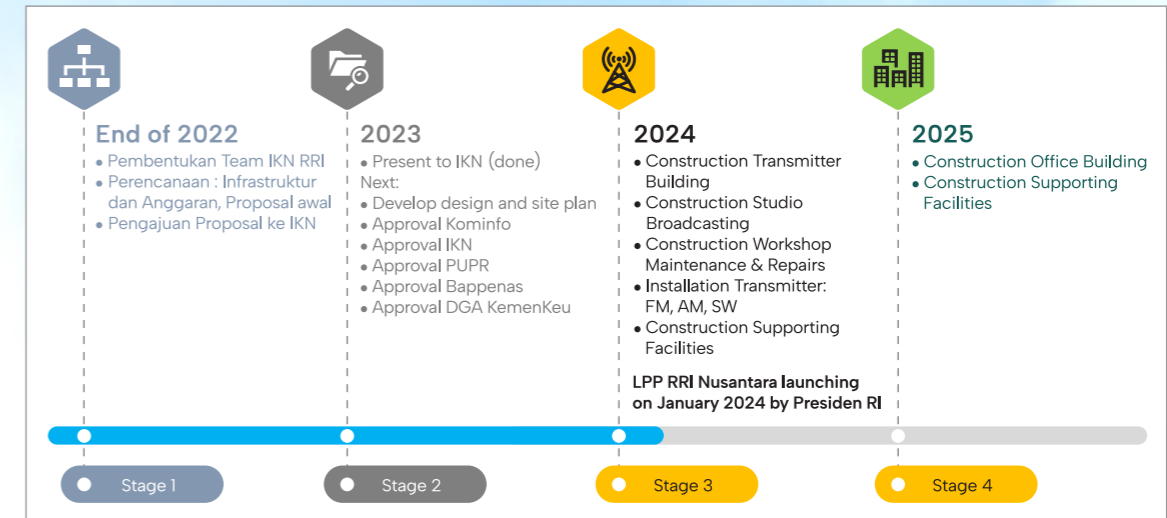 End of 2022
• Pembentukan Team IKN RRI
• Perencanaan : Infrastruktur
dan Anggaran, Proposal awal
• Pengajuan Proposal ke IKN
2023
• Present to IKN (done)
Next:
• Develop design and site plan
• Approval Kominfo
• Approval IKN
• Approval PUPR
• Approval Bappenas
• Approval DGA KemenKeu
2024
• Construction Transmitter
Building
• Construction Studio
Broadcasting
• Construction Workshop
Maintenance & Repairs
• Installation Transmitter:
FM, AM, SW
• Construction Supporting
Facilities
LPP RRI Nusantara launching
on January 2024 by Presiden RI
2025
• Construction Office Building
• Construction Supporting
Facilities
Stage 1
Stage 2
Stage 3
Stage 4